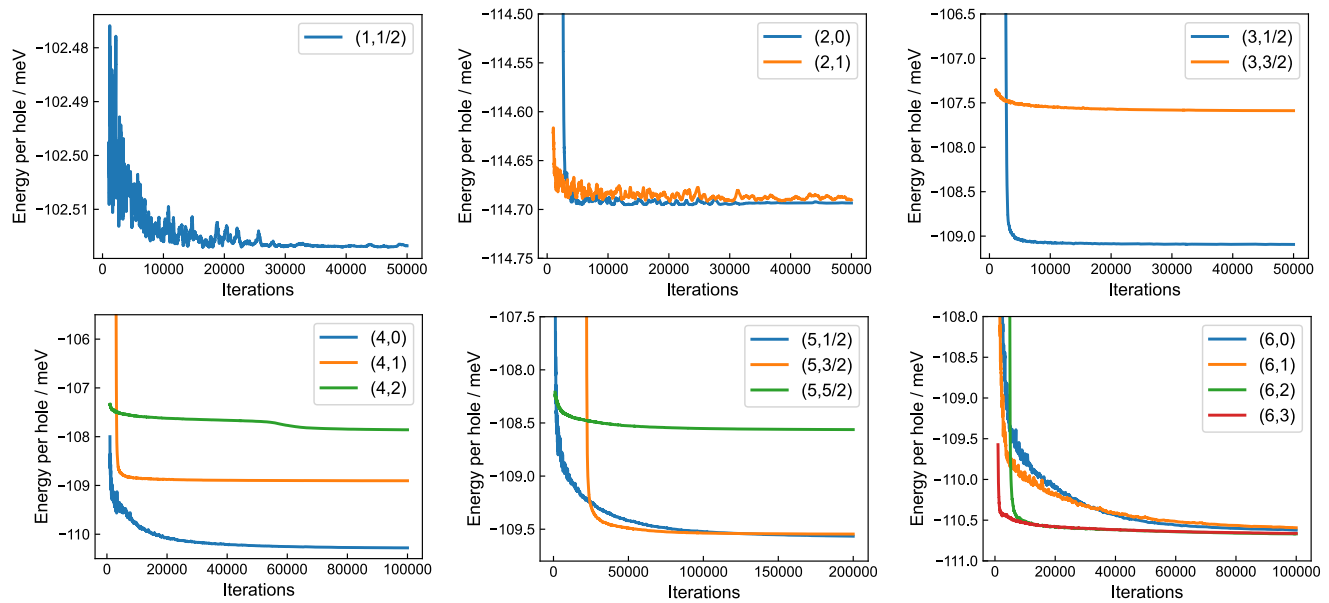 Energy per hole / meV
−102.48
−102.49
−102.50
−102.51
(1,1/2)
0 10000 20000 30000 40000 50000
Iterations
Energy per hole / meV
−114.50
−114.55
−114.60
−114.65
−114.70
−114.75
(2,0)
(2,1)
0 10000 20000 30000 40000 50000
Iterations
Energy per hole / meV
−106.5
−107.0
−107.5
−108.0
−108.5
−109.0
(3,1/2)
(3,3/2)
0 10000 20000 30000 40000 50000
Iterations
Energy per hole / meV
−106
−107
−108
−109
−110
(4,0)
(4,1)
(4,2)
0 20000 40000 60000 80000 100000
Iterations
Energy per hole / meV
−107.5
−108.0
−108.5
−109.0
−109.5
(5,1/2)
(5,3/2)
(5,5/2)
0 50000 100000 150000 200000
Iterations
Energy per hole / meV
−108.0
−108.5
−109.0
−109.5
−110.0
−110.5
−111.0
(6,0)
(6,1)
(6,2)
(6,3)
0 20000 40000 60000 80000 100000
Iterations